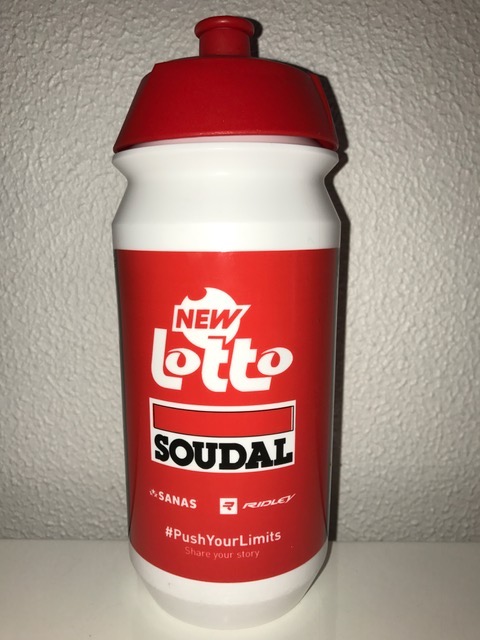 NEW
lotto
SOUDAL
SANAS RIDLEY
#PushYourLimits
Share your story